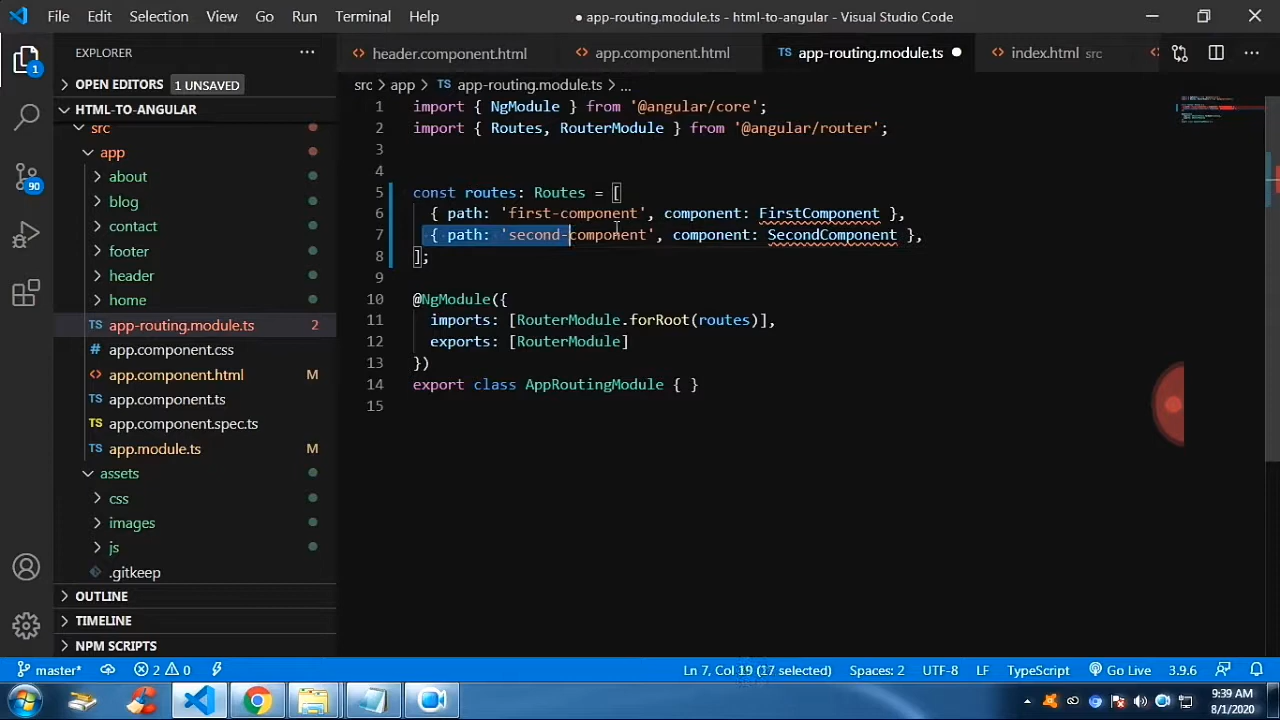 File Edit Selection View Go Run Terminal Help
● app-routing.module.ts - html-to-angular - Visual Studio Code
EXPLORER
header.component.html
app.component.html
app-routing.module.ts
index.html src
OPEN EDITORS 1 UNSAVED
src > app > TS app-routing.module.ts > ...
HTML-TO-ANGULAR
src
app
about
blog
contact
footer
header
home
TS app-routing.module.ts 2
# app.component.css
app.component.html M
TS app.component.ts
TS app.component.spec.ts
TS app.module.ts M
assets
css
images
js
.gitkeep
OUTLINE
TIMELINE
NPM SCRIPTS
1
90
1 import { NgModule } from '@angular/core';
2 import { Routes, RouterModule } from '@angular/router';
3
4
5 const routes: Routes = [
6 { path: 'first-component', component: FirstComponent },
7 { path: 'second-component', component: SecondComponent },
8 ];
9
10 @NgModule({
11 imports: [RouterModule.forRoot(routes)],
12 exports: [RouterModule]
13 })
14 export class AppRoutingModule { }
15
master* 2 0 Ln 7, Col 19 (17 selected) Spaces: 2 UTF-8 LF TypeScript Go Live 3.9.6
9:39 AM
8/1/2020